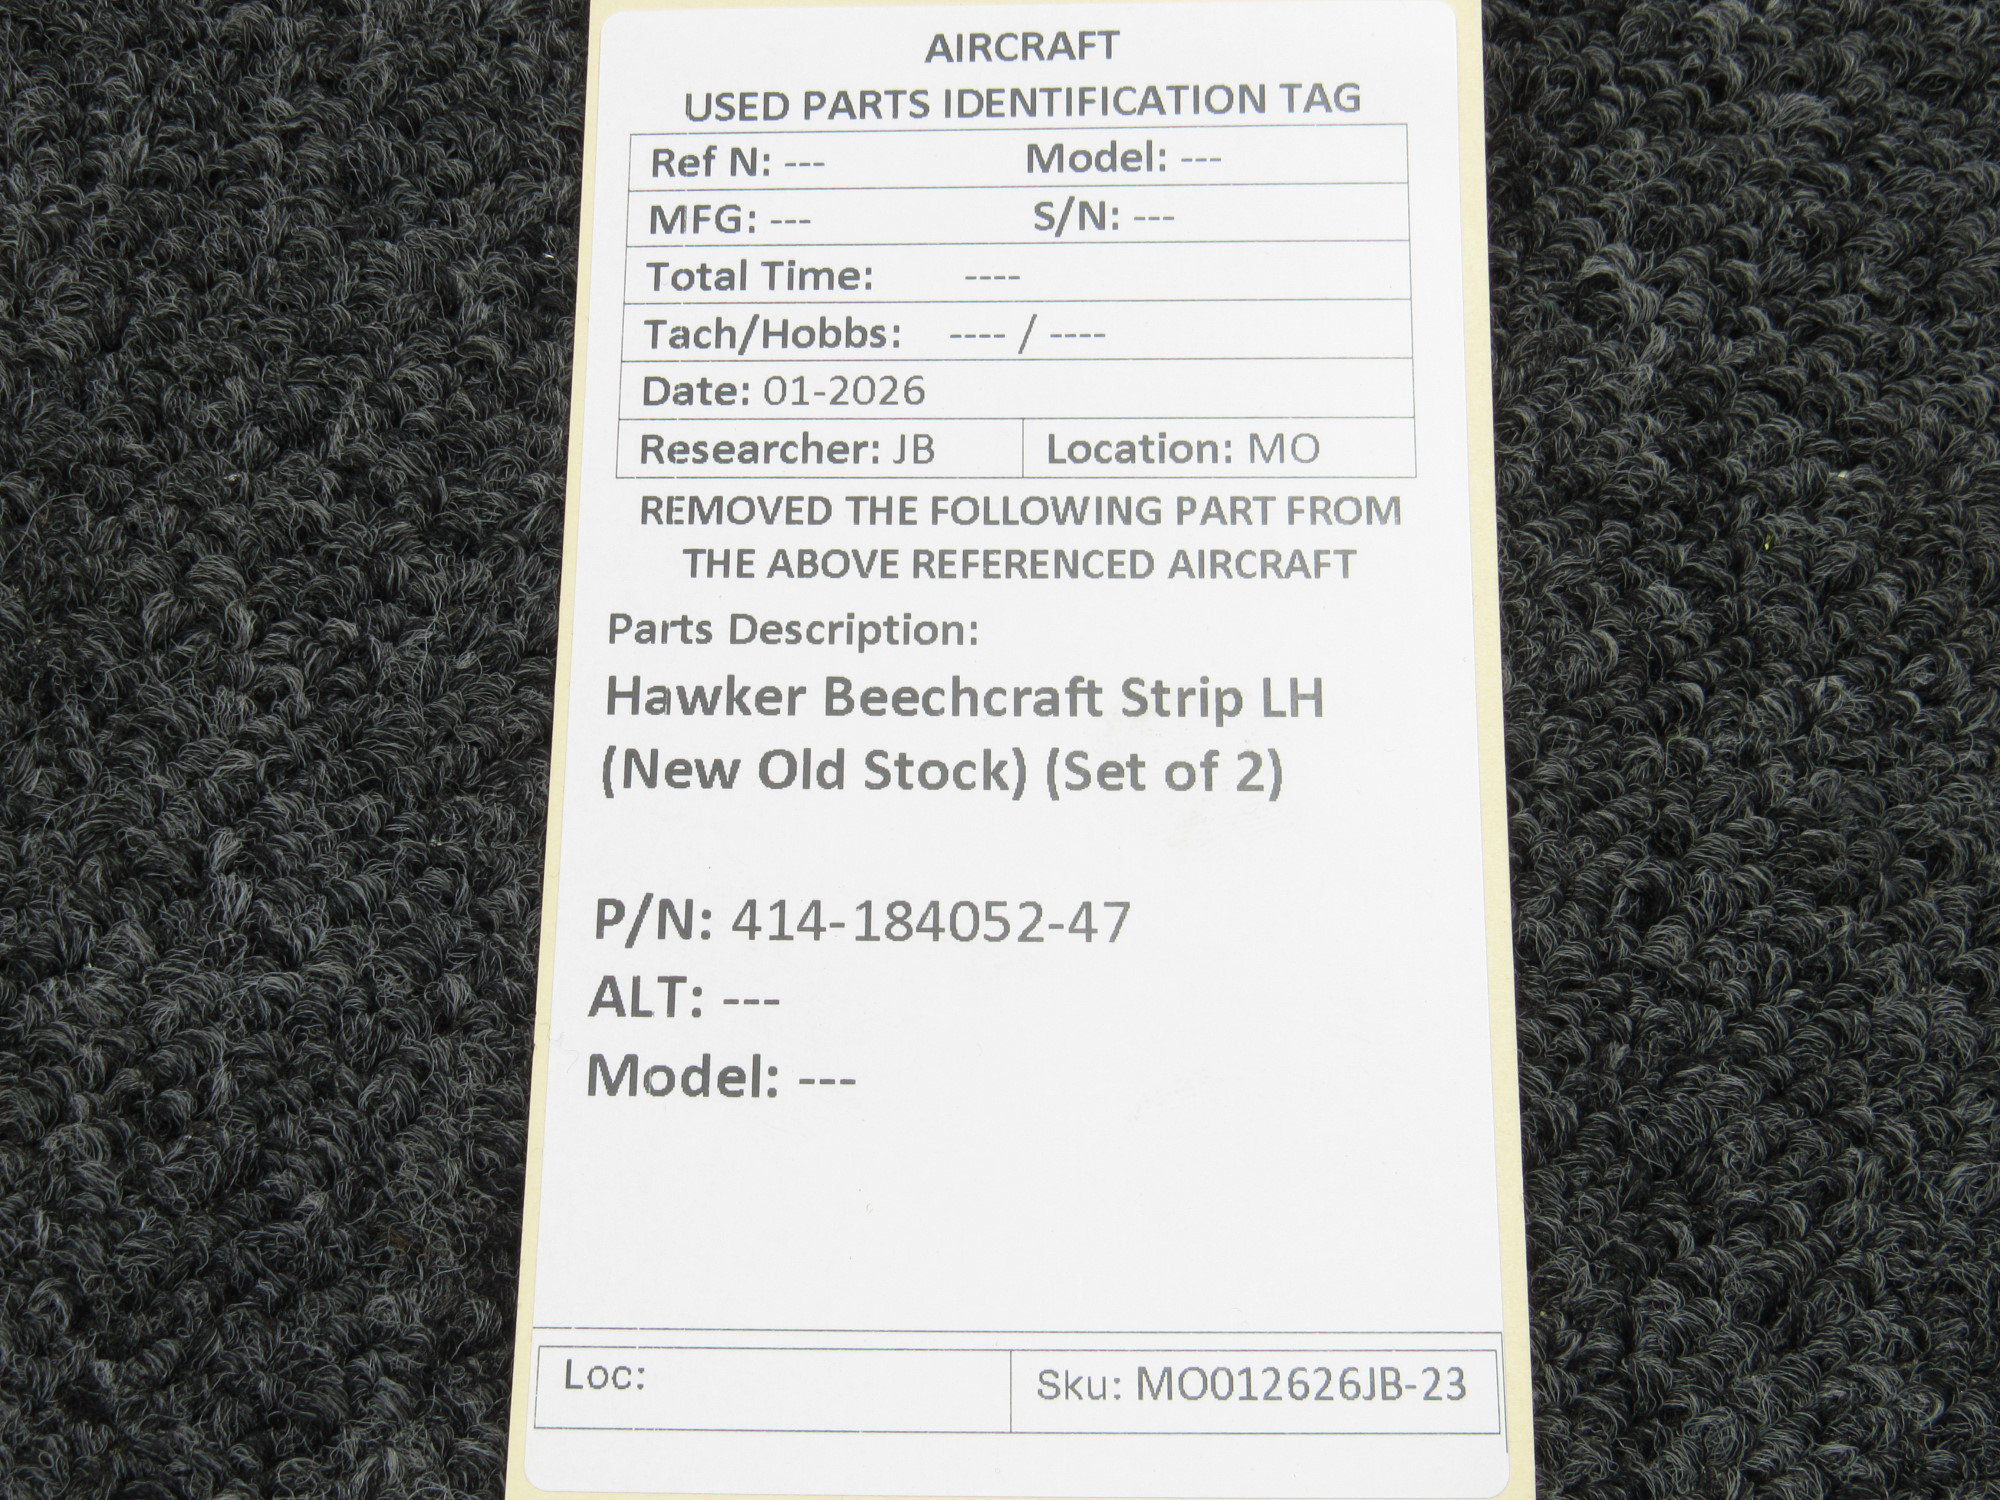 AIRCRAFT
USED PARTS IDENTIFICATION TAG
Ref N: --- Model: ---
MFG: --- S/N: ---
Total Time: ----
Tach/Hobbs: ---- / ----
Date: 01-2026
Researcher: JB Location: MO
REMOVED THE FOLLOWING PART FROM
THE ABOVE REFERENCED AIRCRAFT
Parts Description:
Hawker Beechcraft Strip LH
(New Old Stock) (Set of 2)
P/N: 414-184052-47
ALT: ---
Model: ---
Loc: Sku: MO012626JB-23